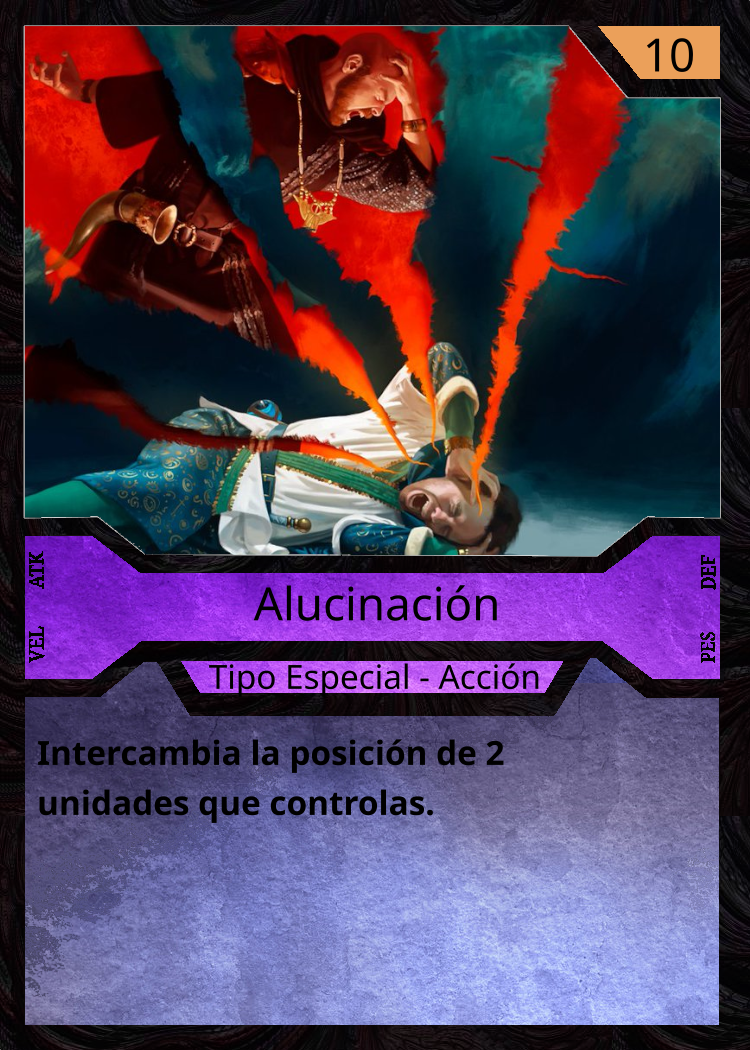 10
ATK
DEF
Alucinación
VEL
PES
Tipo Especial - Acción
Intercambia la posición de 2
unidades que controlas.